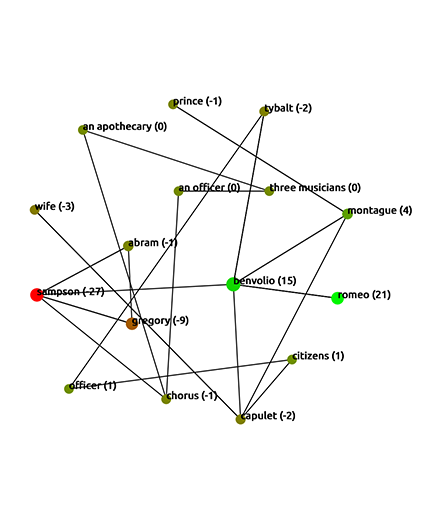 prince (-1)
tybalt (-2)
an apothecary (0)
an officer (0)
three musicians (0)
wife (-3)
montague (4)
abram (-1)
benvolio (15)
sampson (-27)
romeo (21)
gregory (-9)
citizens (1)
officer (1)
chorus (-1)
capulet (-2)